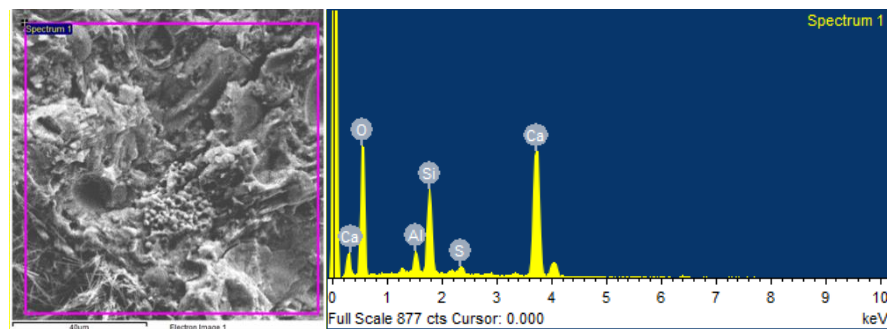 Spectrum 1
40µm
Electron Image 1
Spectrum 1
Ca
O
Al
Si
S
Ca
0 1 2 3 4 5 6 7 8 9 10
Full Scale 877 cts Cursor: 0.000
keV